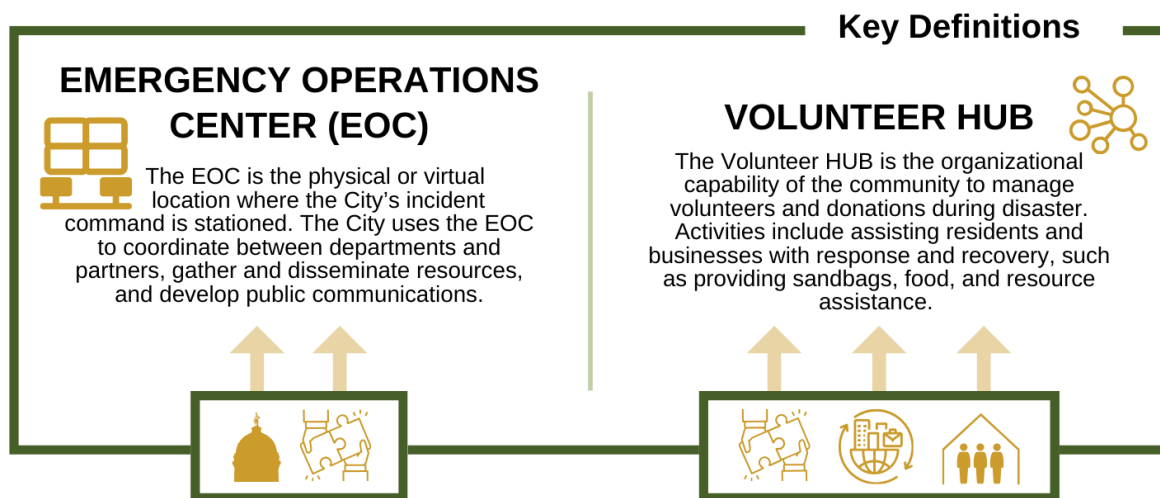 Key Definitions
EMERGENCY OPERATIONS
CENTER (EOC)
The EOC is the physical or virtual
location where the City’s incident
command is stationed. The City uses the EOC
to coordinate between departments and
partners, gather and disseminate resources,
and develop public communications.
VOLUNTEER HUB
The Volunteer HUB is the organizational
capability of the community to manage
volunteers and donations during disaster.
Activities include assisting residents and
businesses with response and recovery, such
as providing sandbags, food, and resource
assistance.